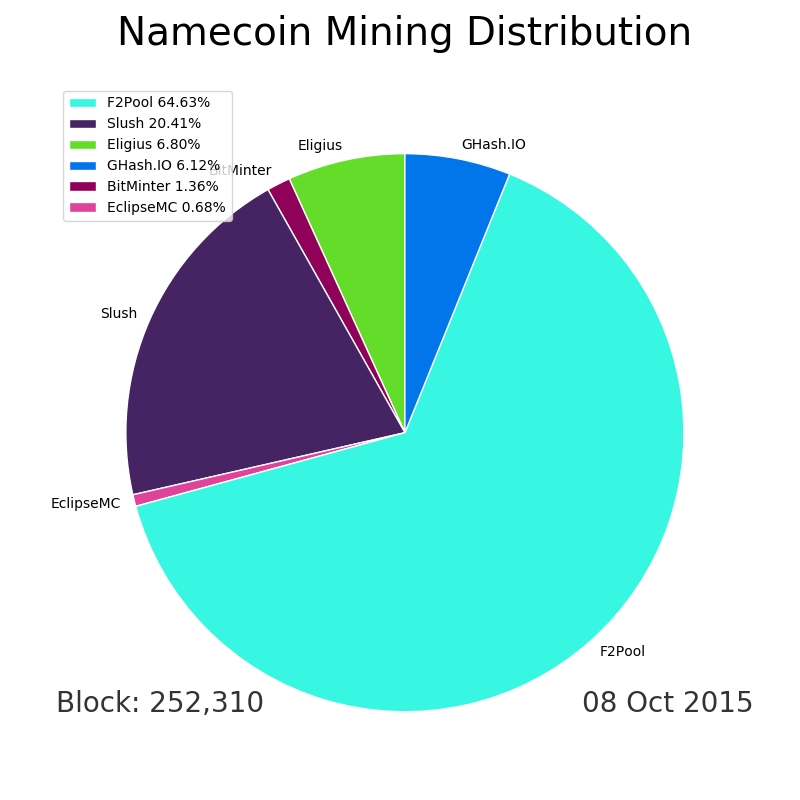 Namecoin Mining Distribution
F2Pool 64.63%
Slush 20.41%
Eligius 6.80%
GHash.IO 6.12%
BitMinter 1.36%
EclipseMC 0.68%
Eligius
GHash.IO
BitMinter
Slush
EclipseMC
F2Pool
Block: 252,310
08 Oct 2015